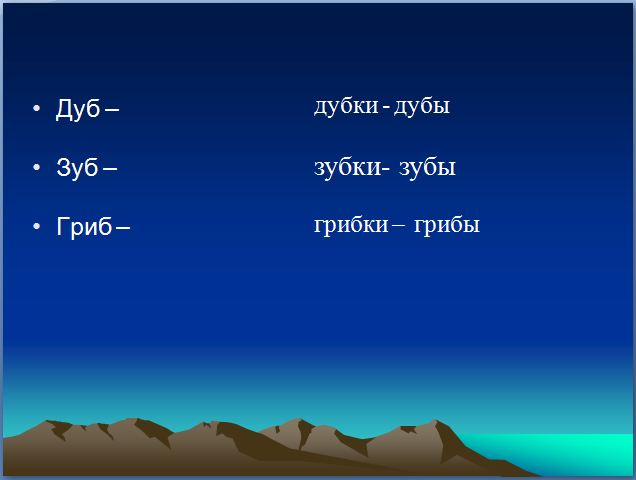 • Дуб – дубки - дубы
• Зуб – зубки- зубы
• Гриб – грибки – грибы